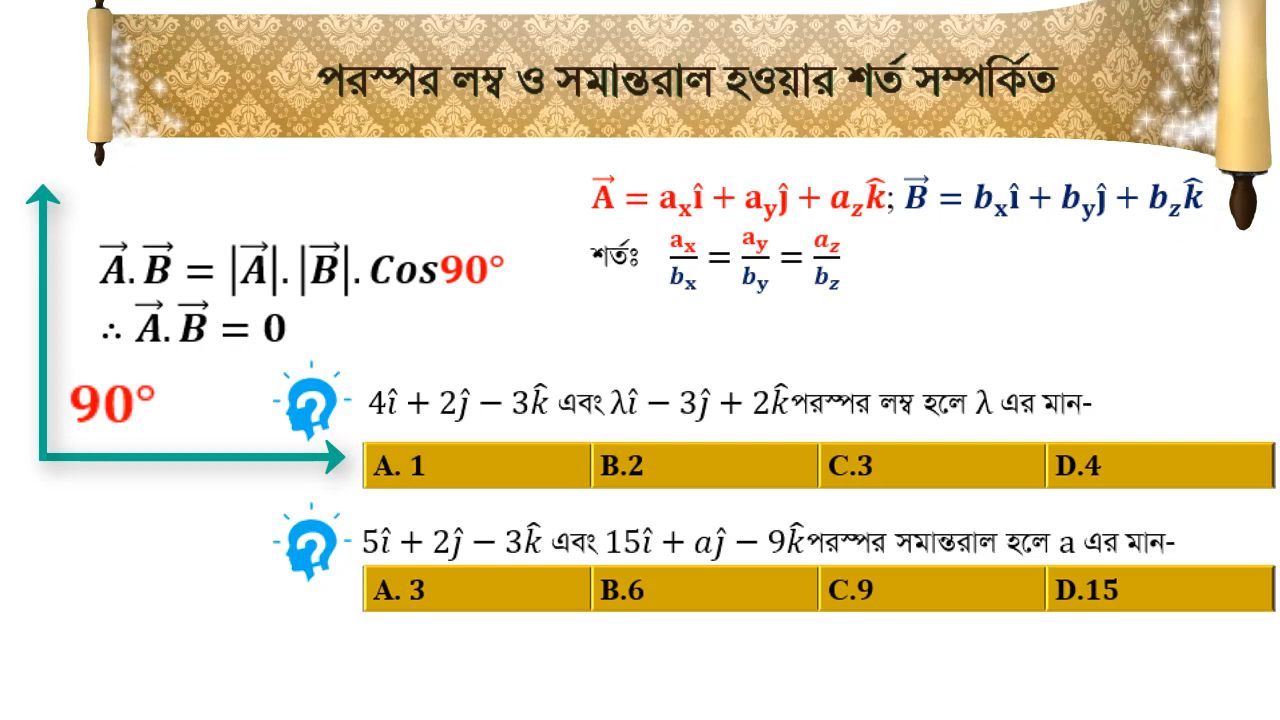 পরস্পর লম্ব ও সমান্তরাল হওয়ার শর্ত সম্পর্কিত
A⃗ = aₓî + a_yĵ + a_zk̂; B⃗ = bₓî + b_yĵ + b_zk̂
শর্তঃ aₓ/bₓ = a_y/b_y = a_z/b_z
A⃗. B⃗ = |A⃗|. |B⃗|. Cos90°
∴ A⃗. B⃗ = 0
90°
4î + 2ĵ − 3k̂ এবং λî − 3ĵ + 2k̂ পরস্পর লম্ব হলে λ এর মান-
A. 1 B.2 C.3 D.4
5î + 2ĵ − 3k̂ এবং 15î + aĵ − 9k̂ পরস্পর সমান্তরাল হলে a এর মান-
A. 3 B.6 C.9 D.15